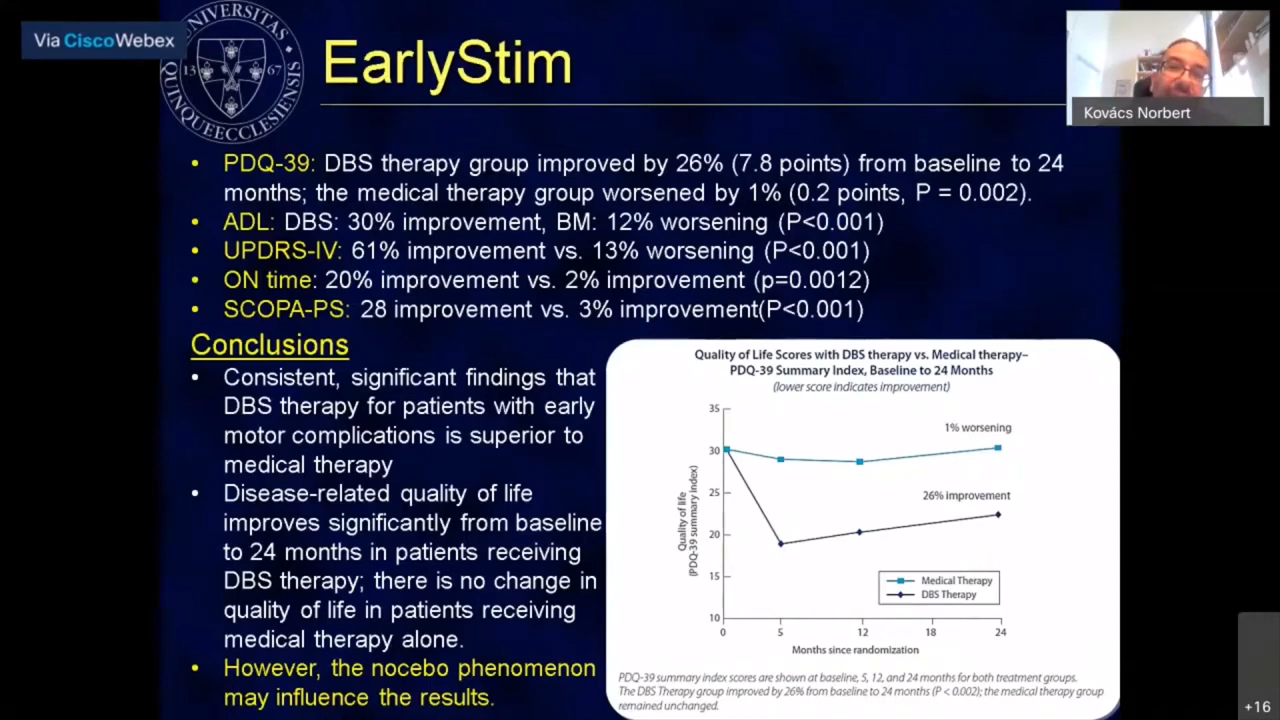 Via Cisco Webex
UNIVERSITAS
13 67
QUINQUEECCLESIENSIS
EarlyStim
Kovács Norbert
• PDQ-39: DBS therapy group improved by 26% (7.8 points) from baseline to 24
months; the medical therapy group worsened by 1% (0.2 points, P = 0.002).
• ADL: DBS: 30% improvement, BM: 12% worsening (P<0.001)
• UPDRS-IV: 61% improvement vs. 13% worsening (P<0.001)
• ON time: 20% improvement vs. 2% improvement (p=0.0012)
• SCOPA-PS: 28 improvement vs. 3% improvement(P<0.001)
Conclusions
• Consistent, significant findings that
DBS therapy for patients with early
motor complications is superior to
medical therapy
• Disease-related quality of life
improves significantly from baseline
to 24 months in patients receiving
DBS therapy; there is no change in
quality of life in patients receiving
medical therapy alone.
• However, the nocebo phenomenon
may influence the results.
Quality of Life Scores with DBS therapy vs. Medical therapy–
PDQ-39 Summary Index, Baseline to 24 Months
(lower score indicates improvement)
Quality of life
(PDQ-39 summary index)
35
30
25
20
15
10
1% worsening
26% improvement
Medical Therapy
DBS Therapy
0 5 12 18 24
Months since randomization
PDQ-39 summary index scores are shown at baseline, 5, 12, and 24 months for both treatment groups.
The DBS Therapy group improved by 26% from baseline to 24 months (P < 0.002); the medical therapy group
remained unchanged.
+16